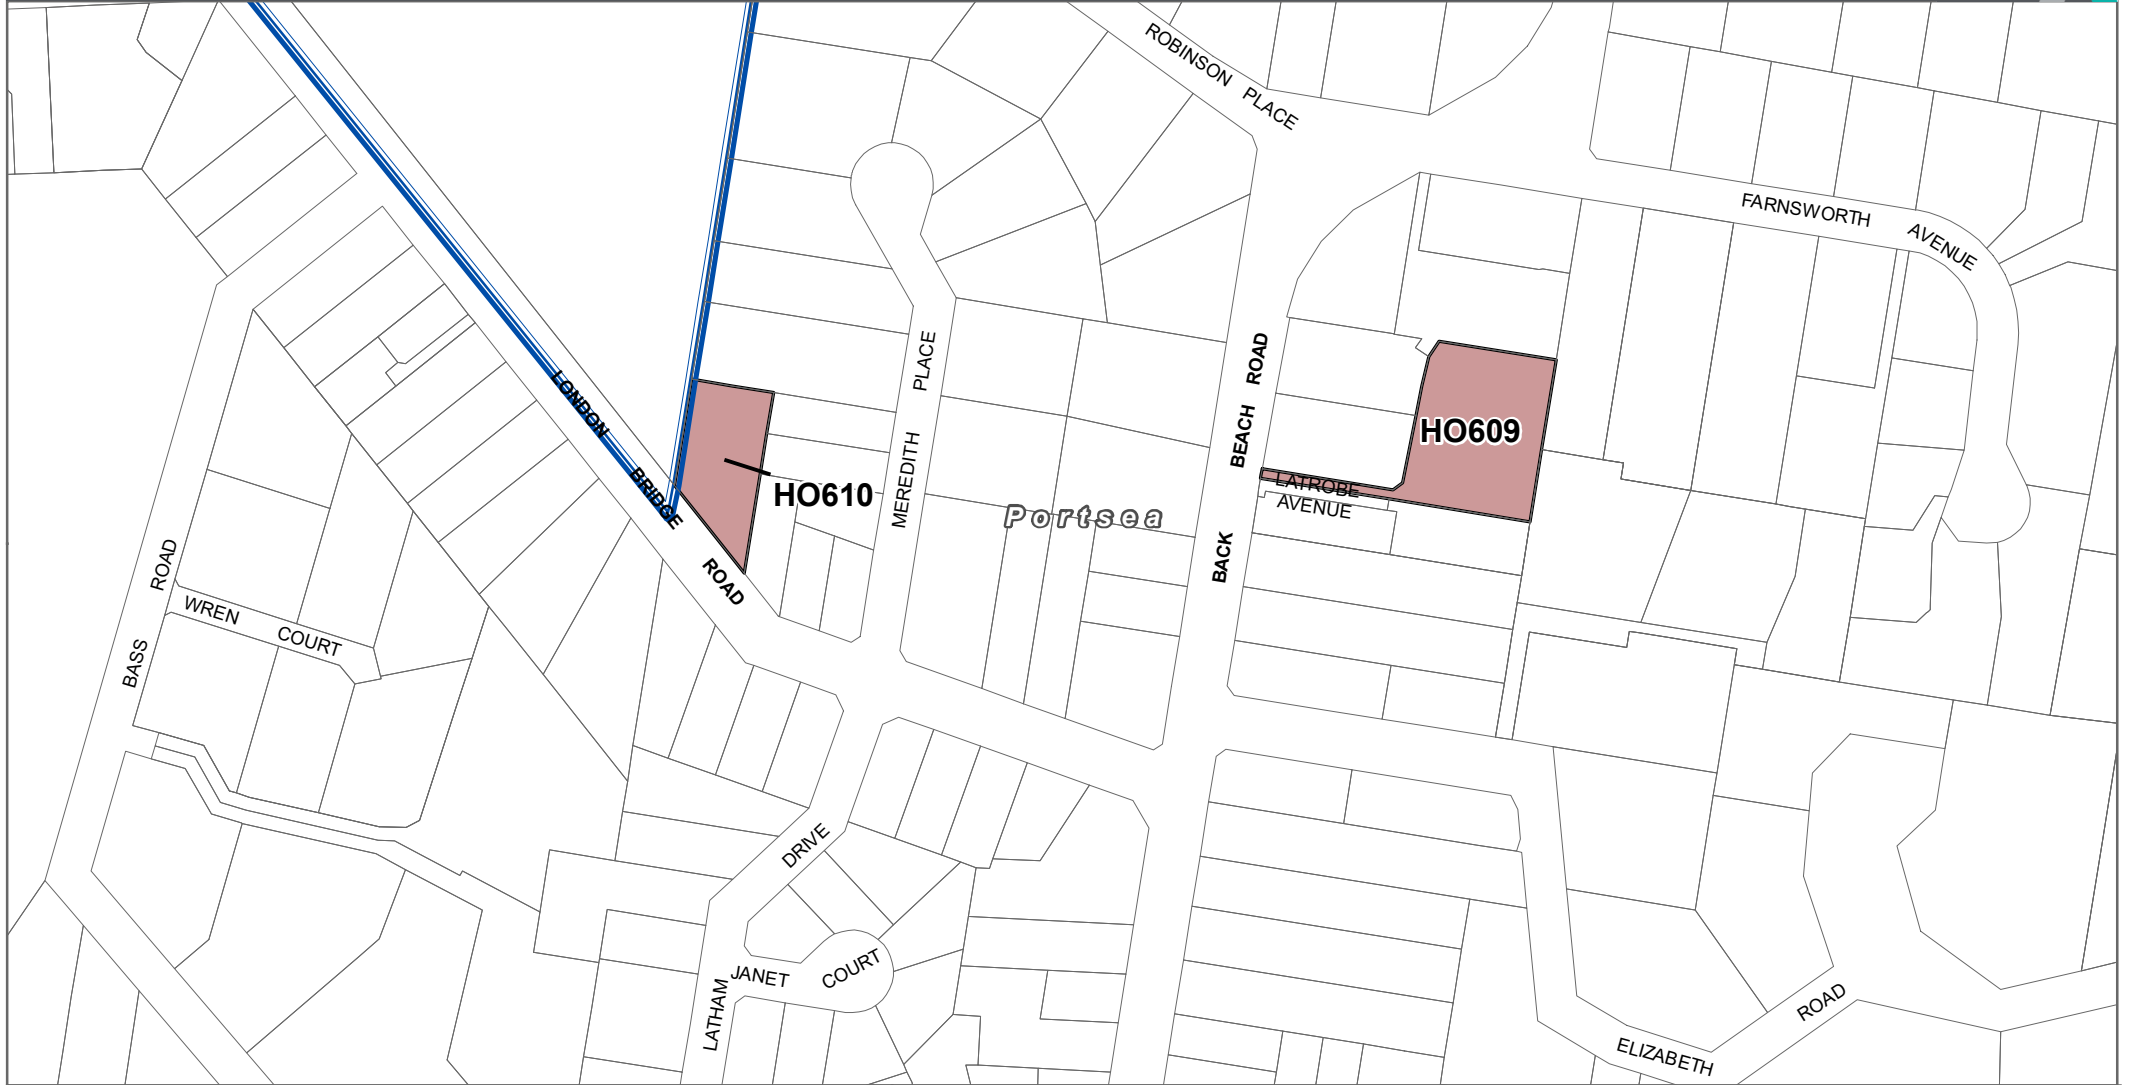 ROBINSON PLACE
FARNSWORTH AVENUE
LONDON BRIDGE ROAD
MEREDITH PLACE
BACK BEACH ROAD
HO609
HO610
LATROBE
AVENUE
Portsea
BASS ROAD
WREN COURT
LATHAM DRIVE
JANET COURT
ELIZABETH ROAD